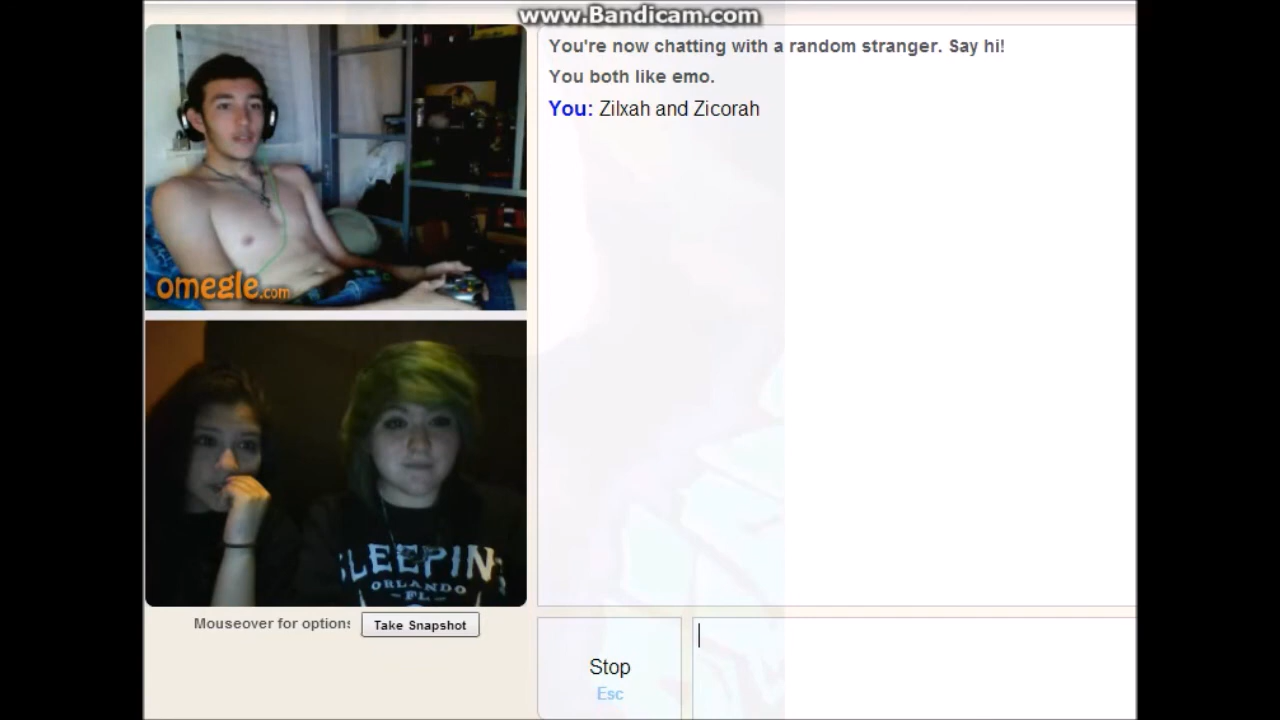 www.Bandicam.com
You're now chatting with a random stranger. Say hi!
You both like emo.
You: Zilxah and Zicorah
omegle.com
SLEEPIN
ORLANDO
FL
Mouseover for options
Take Snapshot
Stop
Esc